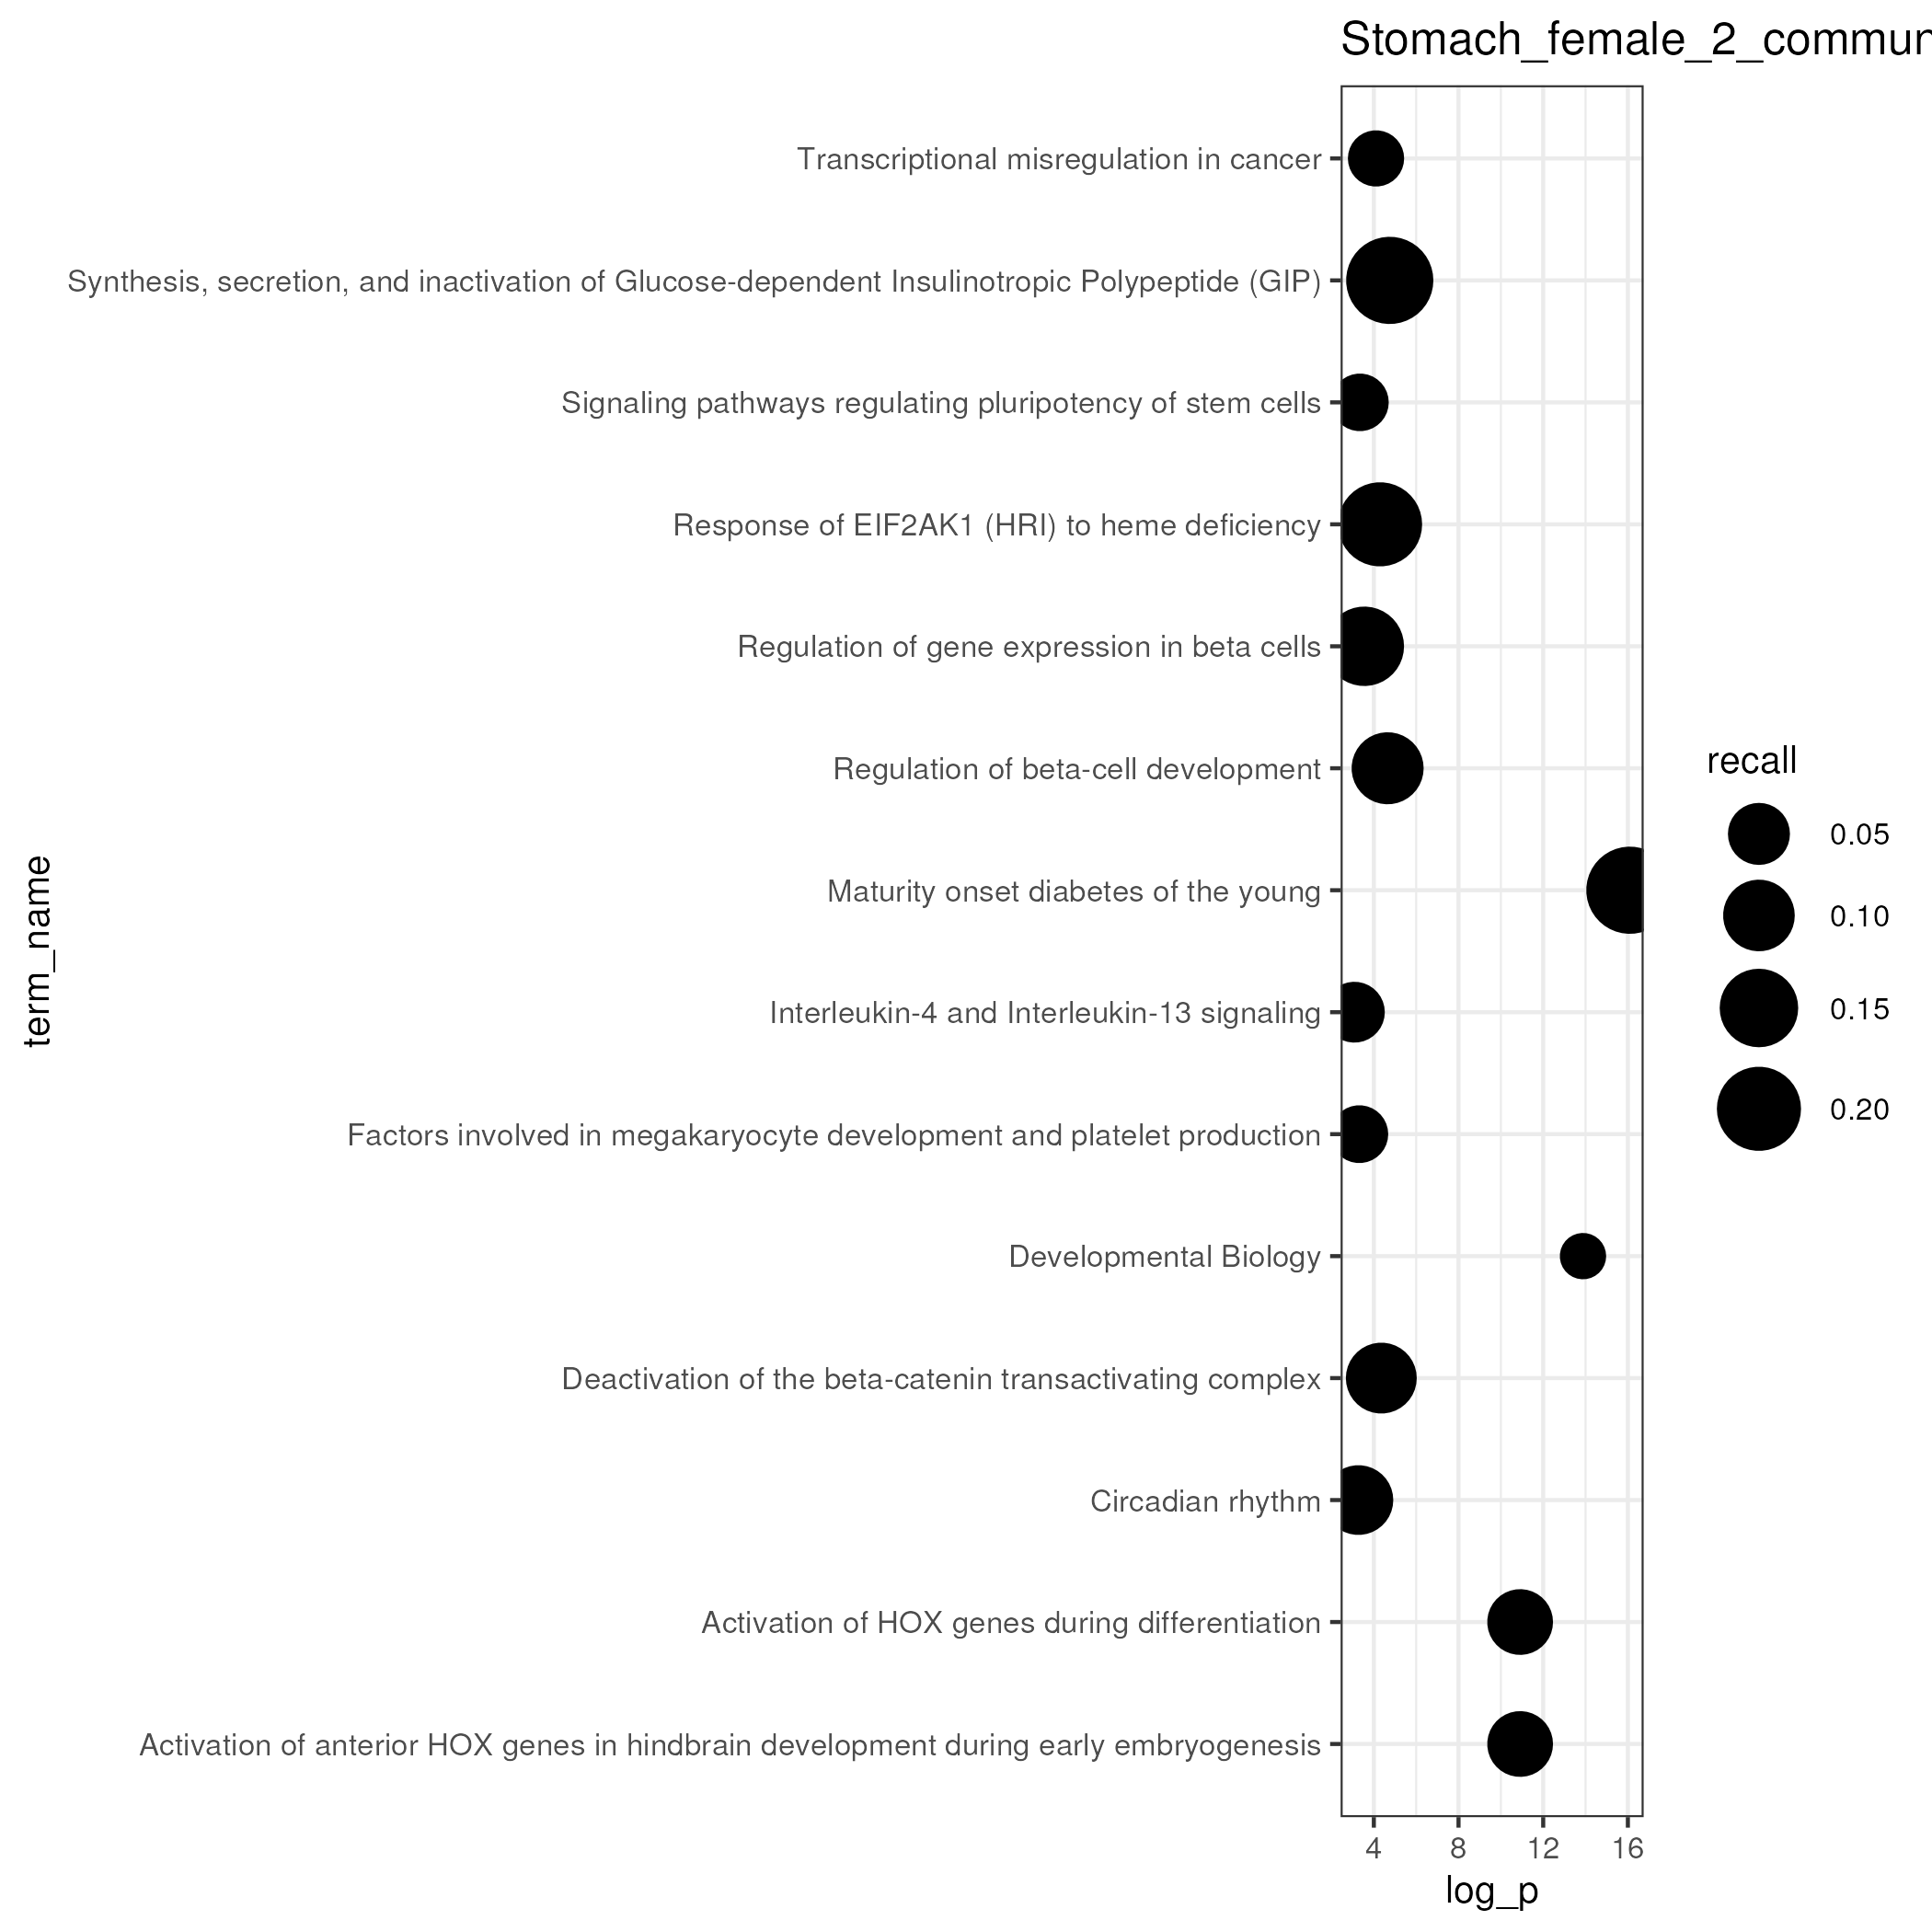 Stomach_female_2_commun
Transcriptional misregulation in cancer
Synthesis, secretion, and inactivation of Glucose-dependent Insulinotropic Polypeptide (GIP)
Signaling pathways regulating pluripotency of stem cells
Response of EIF2AK1 (HRI) to heme deficiency
Regulation of gene expression in beta cells
Regulation of beta-cell development
Maturity onset diabetes of the young
Interleukin-4 and Interleukin-13 signaling
Factors involved in megakaryocyte development and platelet production
Developmental Biology
Deactivation of the beta-catenin transactivating complex
Circadian rhythm
Activation of HOX genes during differentiation
Activation of anterior HOX genes in hindbrain development during early embryogenesis
term_name
4 8 12 16
log_p
recall
0.05
0.10
0.15
0.20